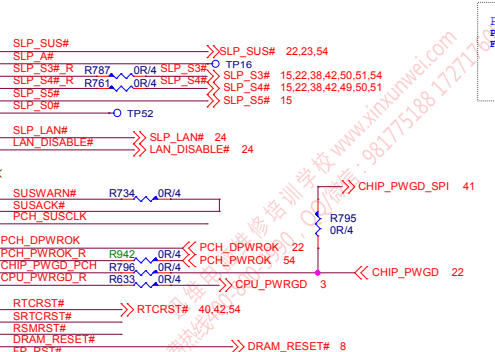 SLP_SUS#
SLP_SUS# 22,23,54
SLP_A#
TP16
SLP_S3#_R R787 0R/4 SLP_S3# SLP_S3# 15,22,38,42,50,51,54
SLP_S4#_R R761 0R/4 SLP_S4# SLP_S4# 15,22,38,42,49,50,51
SLP_S5# SLP_S5# 15
SLP_S0# TP52
SLP_LAN# SLP_LAN# 24
LAN_DISABLE# LAN_DISABLE# 24
CHIP_PWGD_SPI 41
SUSWARN# R734 0R/4
SUSACK#
PCH_SUSCLK
R795
0R/4
PCH_DPWROK PCH_DPWROK 22
PCH_PWROK_R R942 0R/4 PCH_PWROK 54
CHIP_PWGD_PCH R796 0R/4 CHIP_PWGD 22
CPU_PWRGD_R R633 0R/4 CPU_PWRGD 3
RTCRST# RTCRST# 40,42,54
SRTCRST#
RSMRST#
DRAM_RESET# DRAM_RESET# 8
www.xinxunwei.com